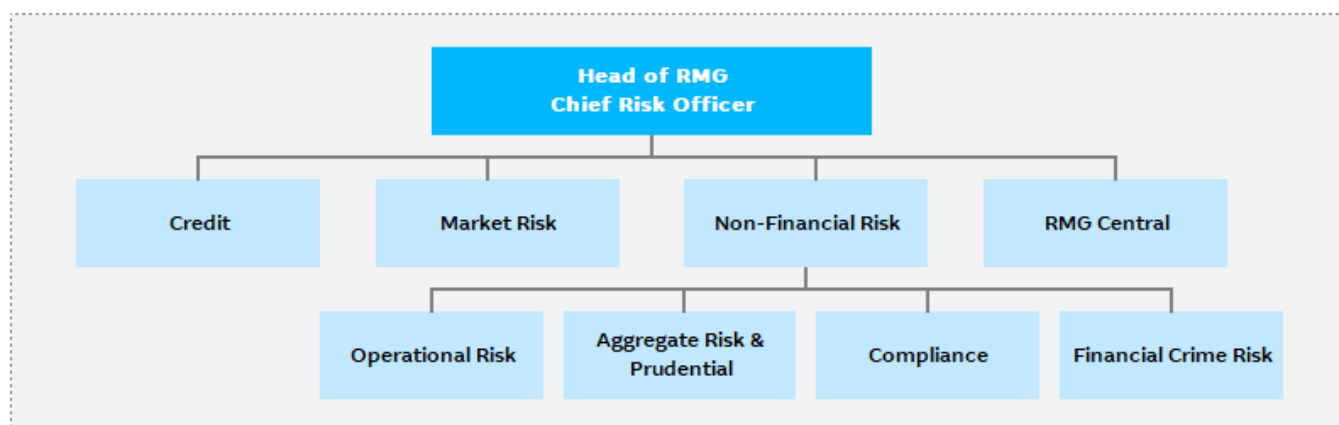 Head of RMG
Chief Risk Officer
Credit
Market Risk
Non-Financial Risk
RMG Central
Operational Risk
Aggregate Risk &
Prudential
Compliance
Financial Crime Risk